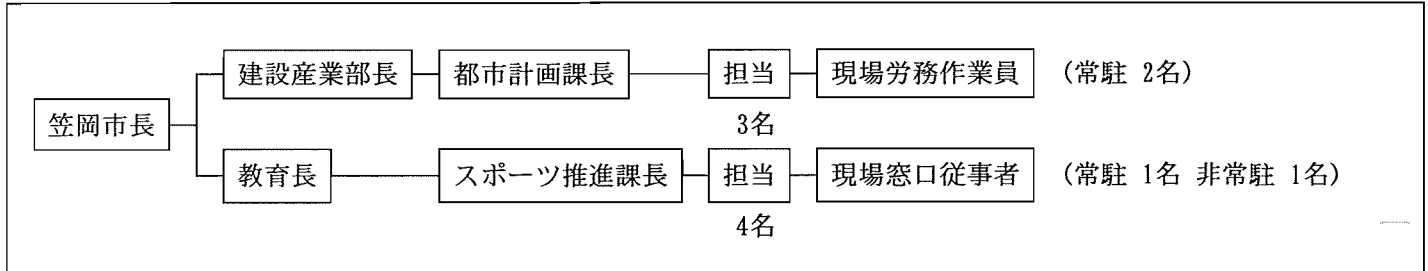 建設産業部長 都市計画課長 担当 現場労務作業員 (常駐 2名)
3名
笠岡市長
教育長 スポーツ推進課長 担当 現場窓口従事者 (常駐 1名 非常駐 1名)
4名